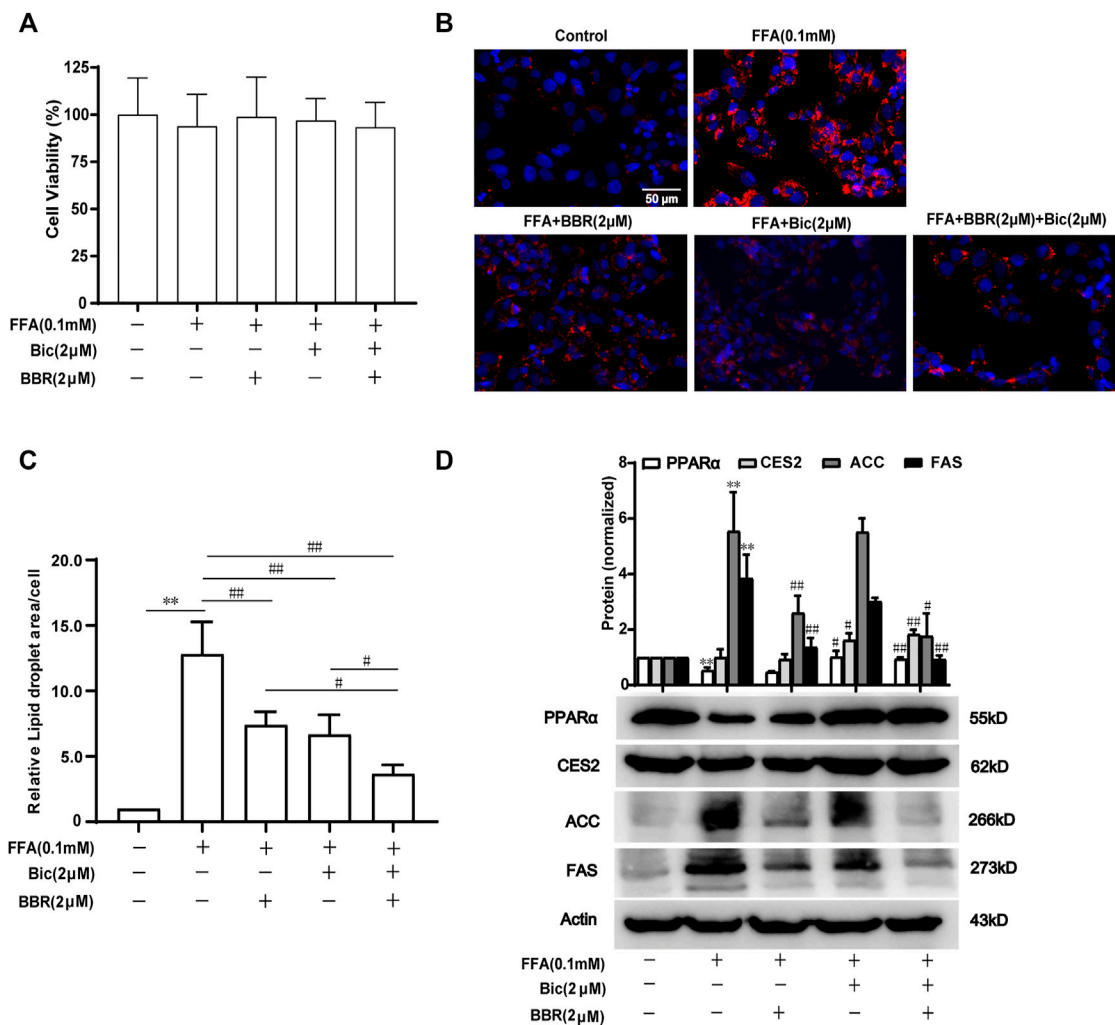 A
Cell Viability (%)
125
100
75
50
25
0
FFA(0.1mM) − + + + +
Bic(2μM) − − − + +
BBR(2μM) − − + − +
B
Control FFA(0.1mM)
50 μm
FFA+BBR(2μM) FFA+Bic(2μM) FFA+BBR(2μM)+Bic(2μM)
C
Relative Lipid droplet area/cell
20.0
15.0
10.0
5.0
0
**
##
##
##
#
#
FFA(0.1mM) − + + + +
Bic(2μM) − − − + +
BBR(2μM) − − + − +
D
PPARα CES2 ACC FAS
Protein (normalized)
8
6
4
2
0
** ** ** ## ## # # ## ## # ##
PPARα 55kD
CES2 62kD
ACC 266kD
FAS 273kD
Actin 43kD
FFA(0.1mM) − + + + +
Bic(2μM) − − − + +
BBR(2μM) − − + − +